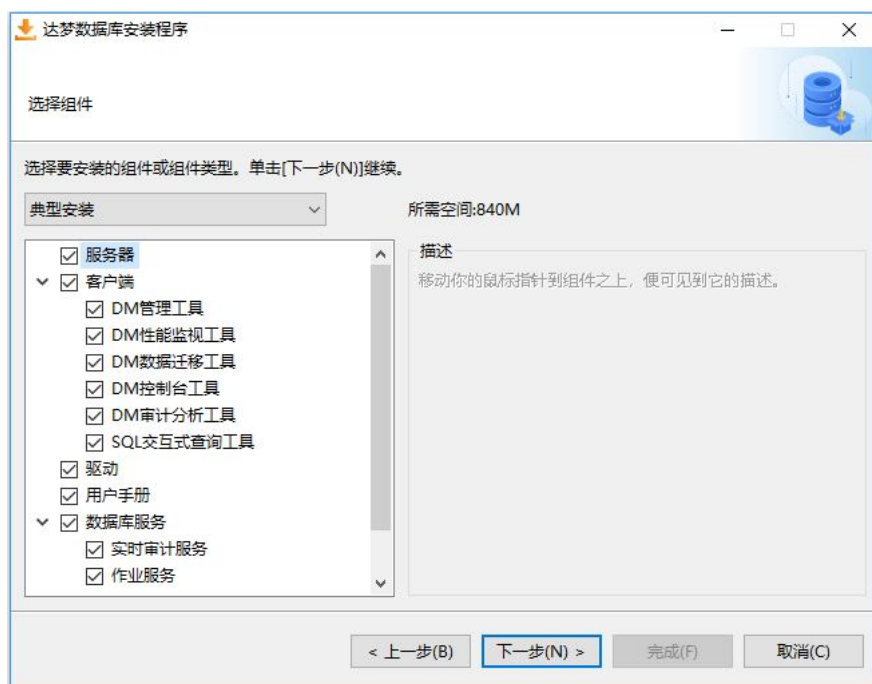 达梦数据库安装程序
选择组件
选择要安装的组件或组件类型。单击[下一步(N)]继续。
典型安装
所需空间:840M
服务器
客户端
DM管理工具
DM性能监视工具
DM数据迁移工具
DM控制台工具
DM审计分析工具
SQL交互式查询工具
驱动
用户手册
数据库服务
实时审计服务
作业服务
描述
移动你的鼠标指针到组件之上，便可见到它的描述。
< 上一步(B)
下一步(N) >
完成(F)
取消(C)